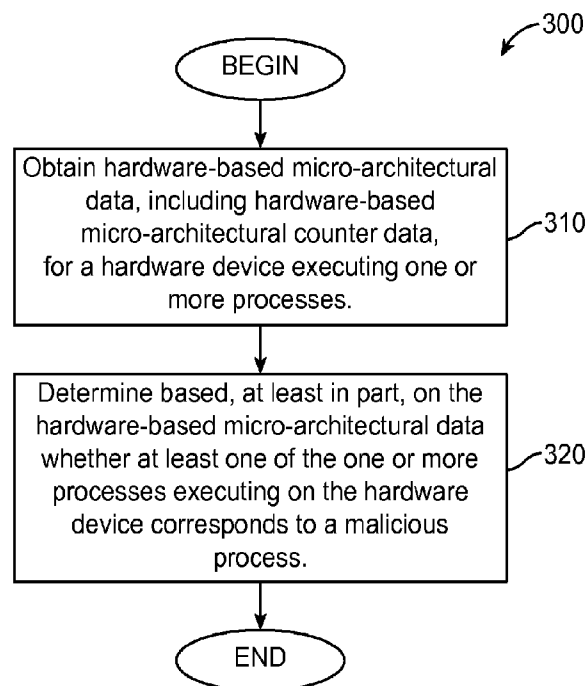 300
BEGIN
Obtain hardware-based micro-architectural
data, including hardware-based
micro-architectural counter data,
for a hardware device executing one or
more processes.
310
Determine based, at least in part, on the
hardware-based micro-architectural data
whether at least one of the one or more
processes executing on the hardware
device corresponds to a malicious
process.
320
END